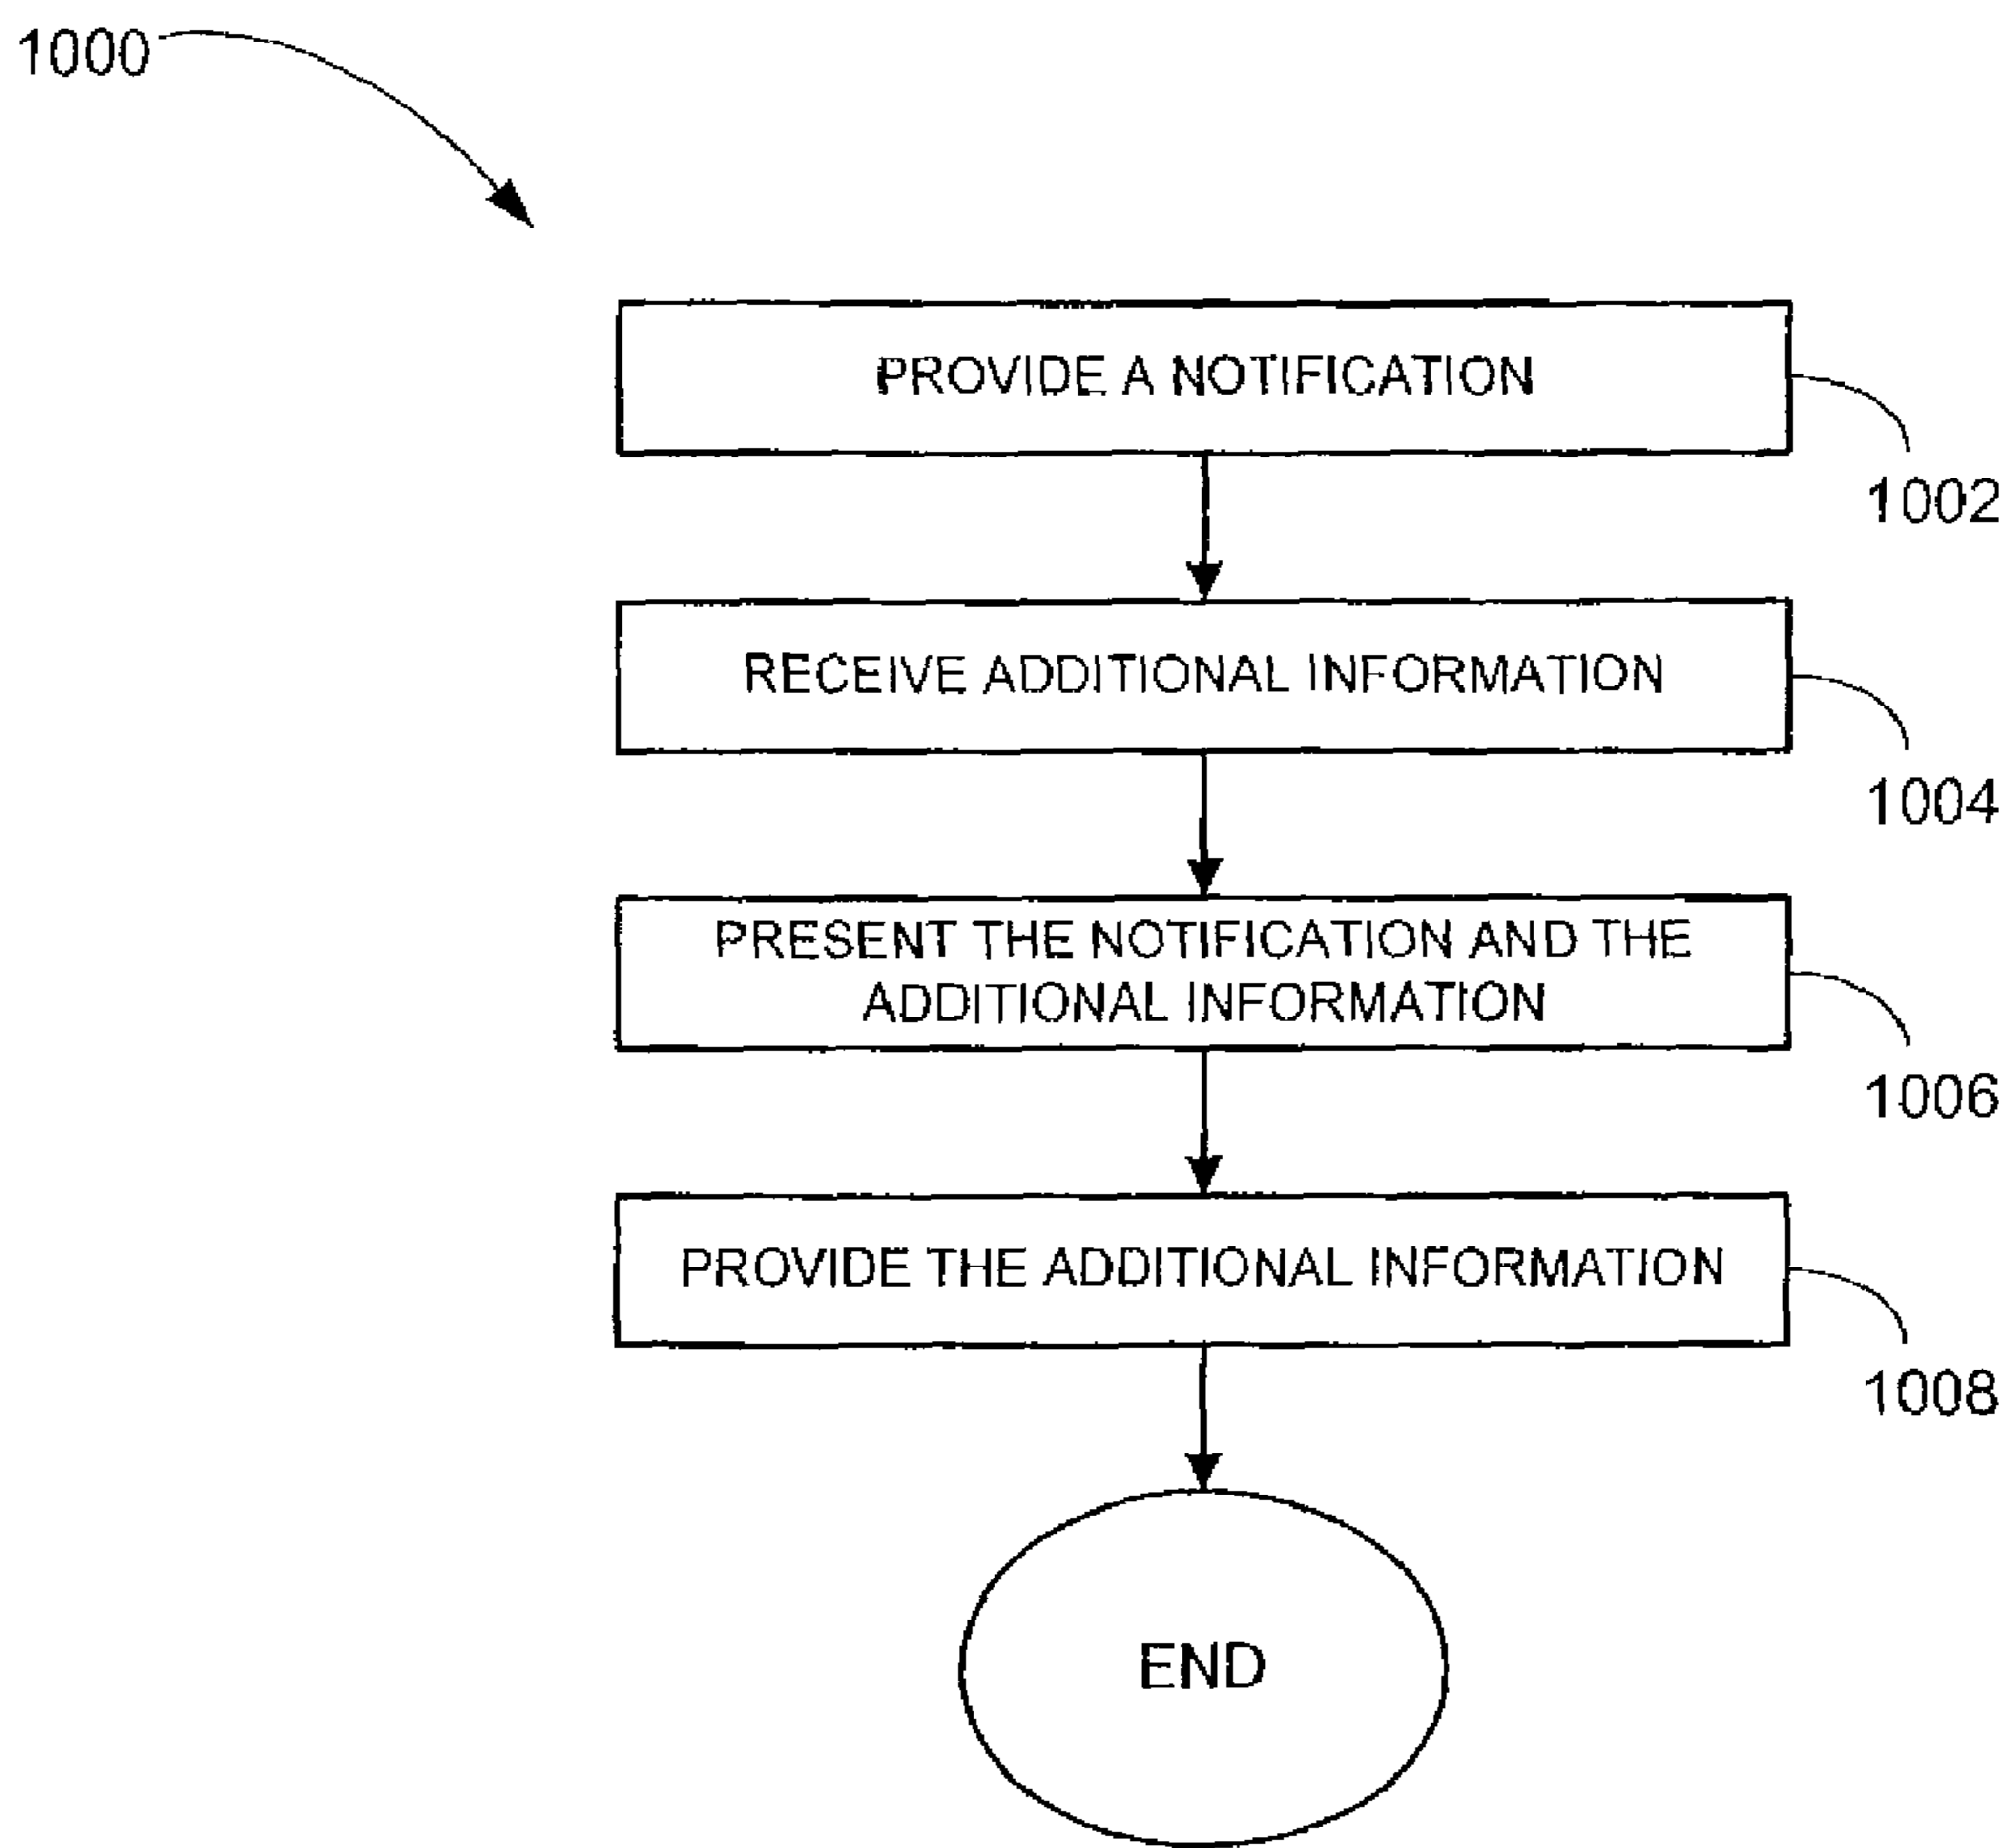 1000
PROVIDE A NOTIFICATION
1002
RECEIVE ADDITIONAL INFORMATION
1004
PRESENT THE NOTIFICATION AND THE
ADDITIONAL INFORMATION
1006
PROVIDE THE ADDITIONAL INFORMATION
1008
END